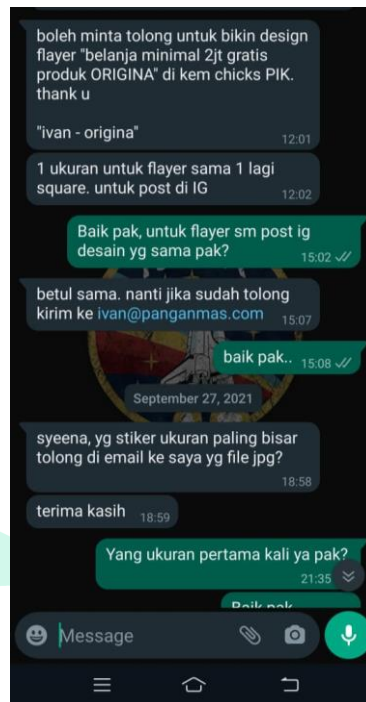 boleh minta tolong untuk bikin design
flayer "belanja minimal 2jt gratis
produk ORIGINA" di kem chicks PIK.
thank u
"ivan - origina"
12:01
1 ukuran untuk flayer sama 1 lagi
square. untuk post di IG
12:02
Baik pak, untuk flayer sm post ig
desain yg sama pak?
15:02
betul sama. nanti jika sudah tolong
kirim ke ivan@panganmas.com
15:07
baik pak.. 15:08
September 27, 2021
syeena, yg stiker ukuran paling bisar
tolong di email ke saya yg file jpg?
18:58
terima kasih 18:59
Yang ukuran pertama kali ya pak?
21:35
Baik pak
Message